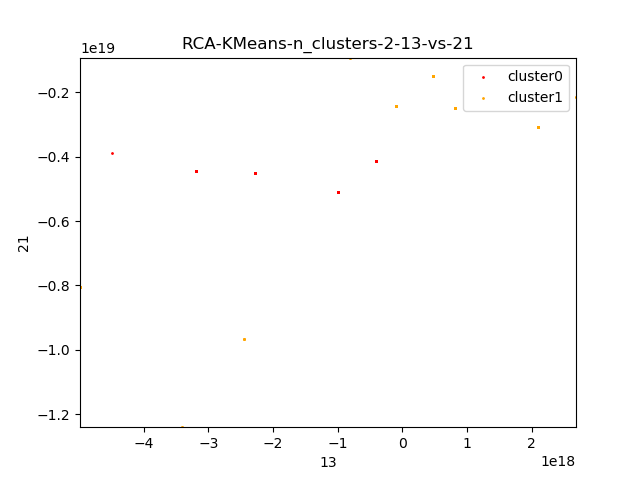 RCA-KMeans-n_clusters-2-13-vs-21
1e19
cluster0
cluster1
−0.2
−0.4
−0.6
−0.8
−1.0
−1.2
21
−4 −3 −2 −1 0 1 2
13
1e18